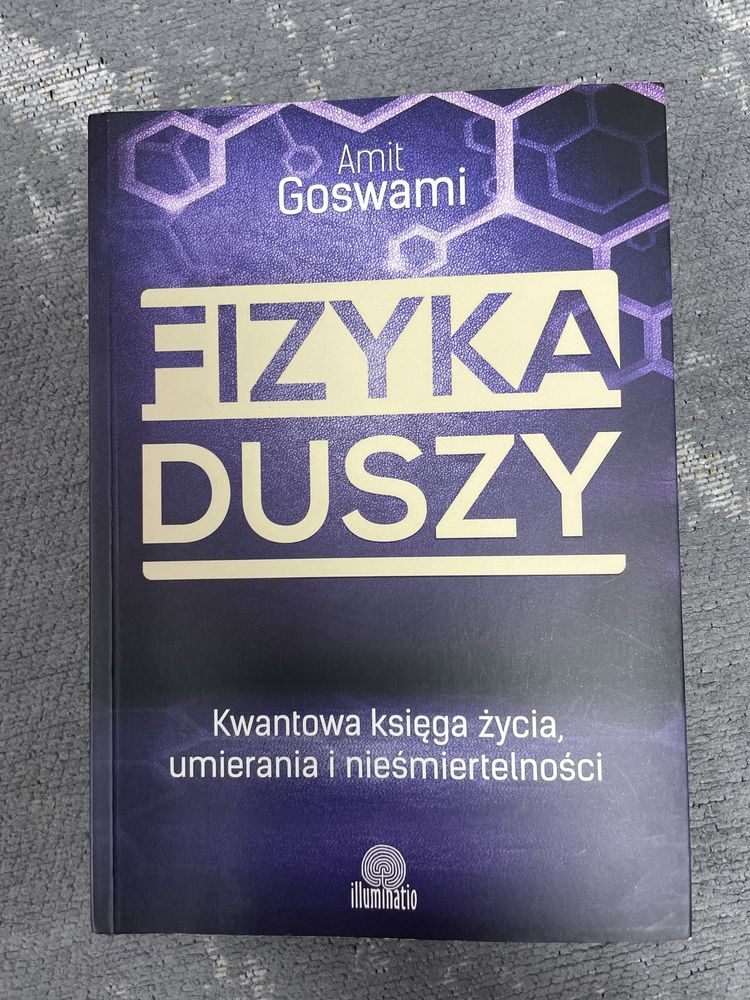 Amit
Goswami
FIZYKA
DUSZY
Kwantowa księga życia,
umierania i nieśmiertelności
illuminatio